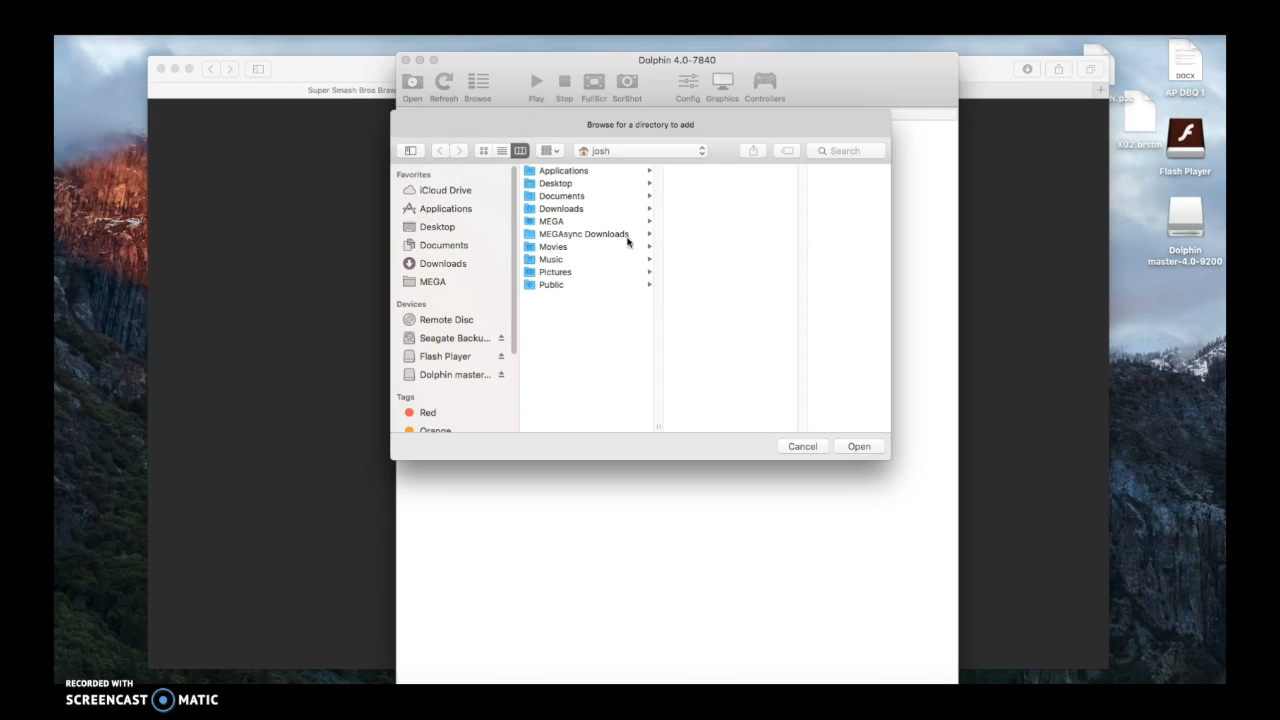 Dolphin 4.0-7840
Open Refresh Browse Play Stop FullScr ScrShot Config Graphics Controllers
Super Smash Bros Braw
Browse for a directory to add
josh
Search
Favorites
iCloud Drive
Applications
Desktop
Documents
Downloads
MEGA
Devices
Remote Disc
Seagate Backu...
Flash Player
Dolphin master...
Tags
Red
Orange
Applications
Desktop
Documents
Downloads
MEGA
MEGAsync Downloads
Movies
Music
Pictures
Public
Cancel Open
DOCX
AP DBQ 1
X02.brstm
Flash Player
Dolphin
master-4.0-9200
RECORDED WITH
SCREENCAST MATIC